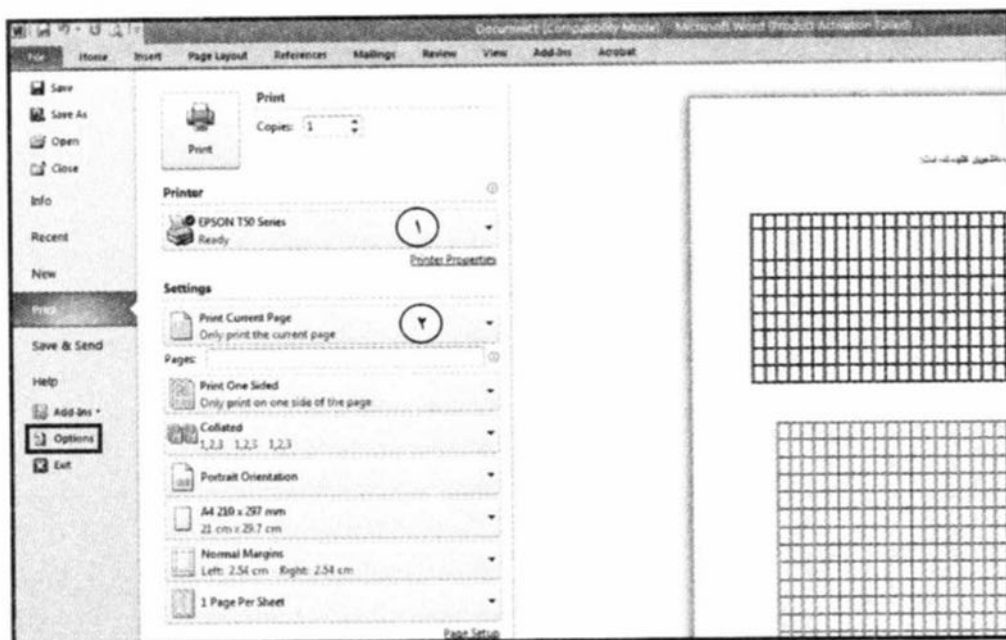 Document1 (Compatibility Mode) - Microsoft Word (Product Activation Failed)
File Home Insert Page Layout References Mailings Review View Add-Ins Acrobat
Save
Save As
Open
Close
Info
Recent
New
Print
Save & Send
Help
Add-Ins
Options
Exit
Print
Print
Copies: 1
Printer
EPSON T50 Series
Ready
۱
Printer Properties
Settings
Print Current Page
Only print the current page
۲
Pages:
Print One Sided
Only print on one side of the page
Collated
1,2,3 1,2,3 1,2,3
Portrait Orientation
A4 210 x 297 mm
21 cm x 29.7 cm
Normal Margins
Left: 2.54 cm Right: 2.54 cm
1 Page Per Sheet
Page Setup